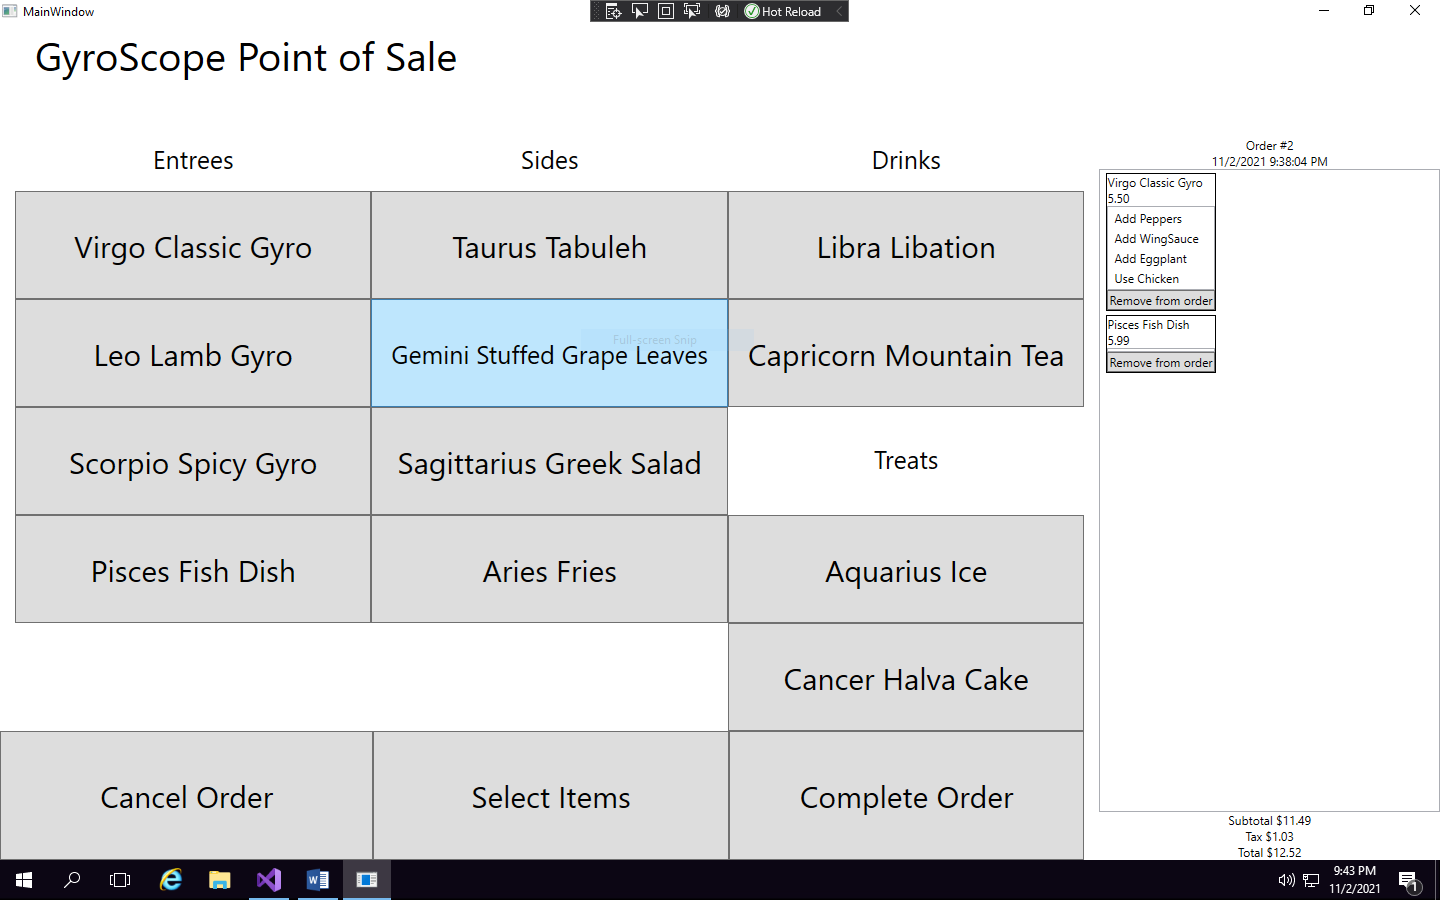 MainWindow
Hot Reload
GyroScope Point of Sale
Entrees
Sides
Drinks
Virgo Classic Gyro
Taurus Tabuleh
Libra Libation
Leo Lamb Gyro
Gemini Stuffed Grape Leaves
Full-screen Snip
Capricorn Mountain Tea
Scorpio Spicy Gyro
Sagittarius Greek Salad
Treats
Pisces Fish Dish
Aries Fries
Aquarius Ice
Cancer Halva Cake
Cancel Order
Select Items
Complete Order
Order #2
11/2/2021 9:38:04 PM
Virgo Classic Gyro
5.50
Add Peppers
Add WingSauce
Add Eggplant
Use Chicken
Remove from order
Pisces Fish Dish
5.99
Remove from order
Subtotal $11.49
Tax $1.03
Total $12.52
9:43 PM
11/2/2021
1